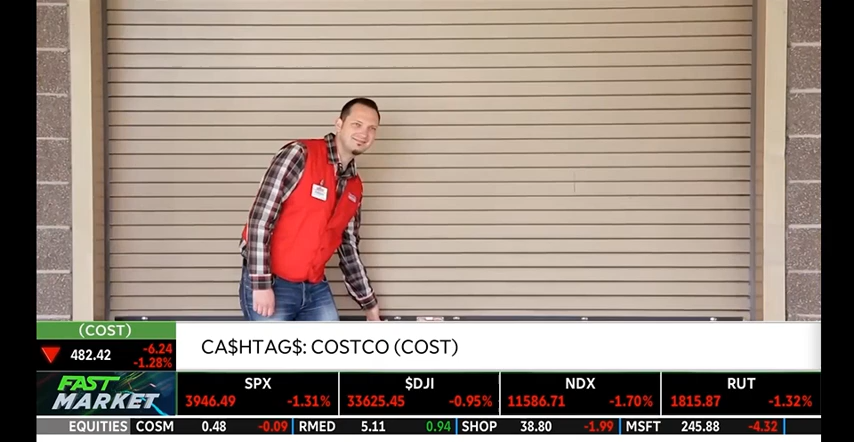 (COST)
482.42 -6.24
-1.28%
CA$HTAG$: COSTCO (COST)
FAST
MARKET
SPX
3946.49 -1.31%
$DJI
33625.45 -0.95%
NDX
11586.71 -1.70%
RUT
1815.87 -1.32%
EQUITIES COSM 0.48 -0.09 RMED 5.11 0.94 SHOP 38.80 -1.99 MSFT 245.88 -4.32